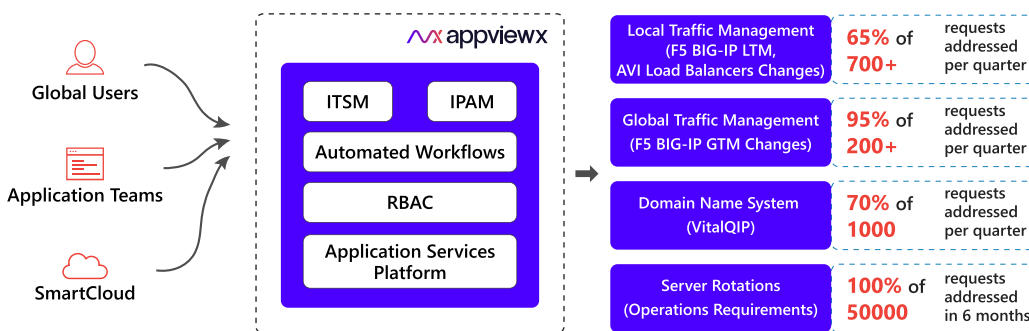 Global Users
Application Teams
SmartCloud
appviewx
ITSM
IPAM
Automated Workflows
RBAC
Application Services
Platform
Local Traffic Management
(F5 BIG-IP LTM,
AVI Load Balancers Changes)
65% of
700+
requests
addressed
per quarter
Global Traffic Management
(F5 BIG-IP GTM Changes)
95% of
200+
requests
addressed
per quarter
Domain Name System
(VitalQIP)
70% of
1000
requests
addressed
per quarter
Server Rotations
(Operations Requirements)
100% of
50000
requests
addressed
in 6 months